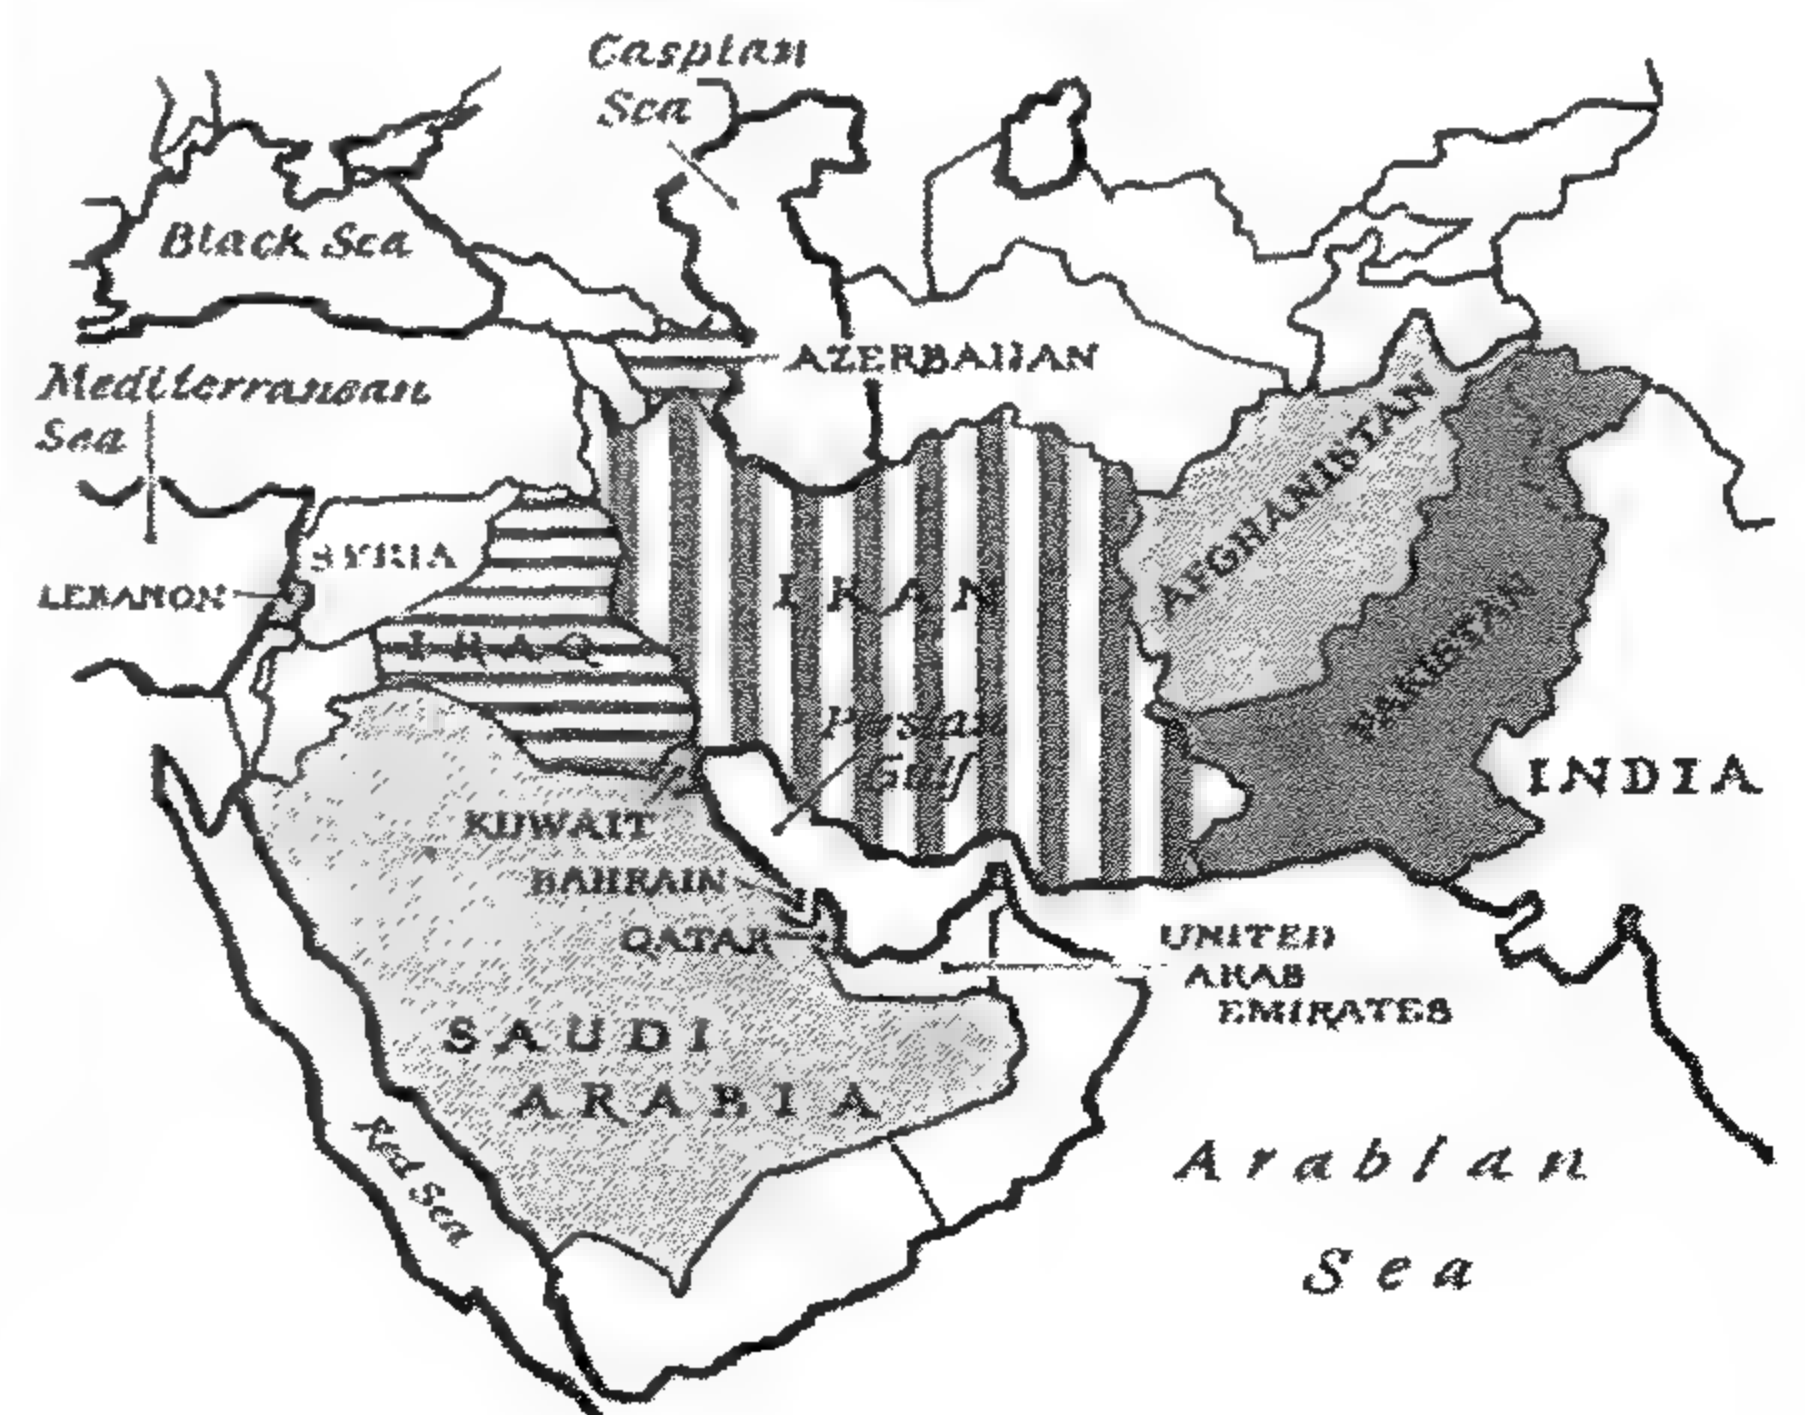 Caspian
Sea
Black Sea
AZERBAIJAN
Mediterranean
Sea
AFGHANISTAN
SYRIA
LEBANON
IRAN
IRAQ
PAKISTAN
Persian
Gulf
INDIA
KUWAIT
BAHRAIN
QATAR
UNITED
ARAB
EMIRATES
SAUDI
ARABIA
Red Sea
Arabian
Sea